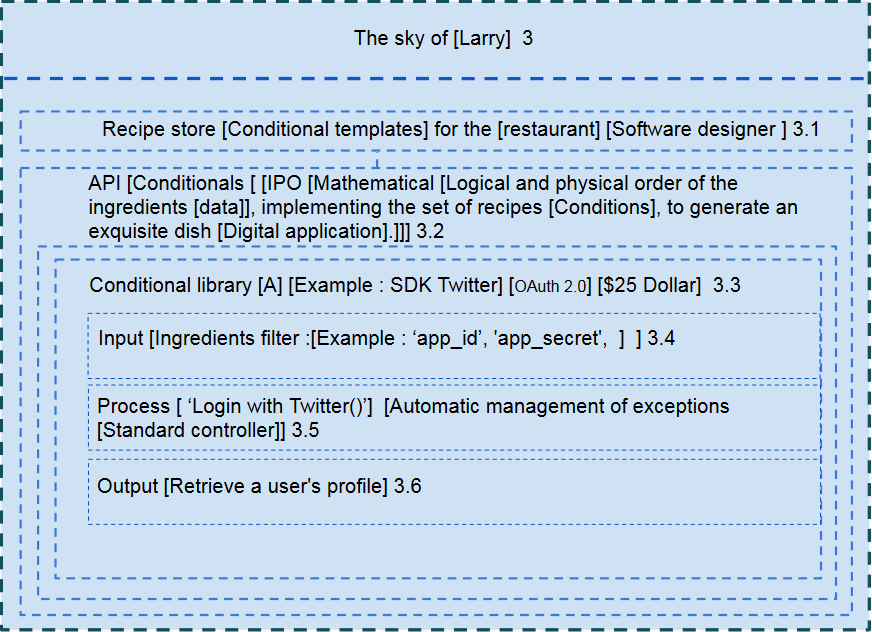 The sky of [Larry]  3
Recipe store [Conditional templates] for the [restaurant] [Software designer ] 3.1
API [Conditionals [ [IPO [Mathematical [Logical and physical order of the
ingredients [data]], implementing the set of recipes [Conditions], to generate an
exquisite dish [Digital application].]]] 3.2
Conditional library [A] [Example : SDK Twitter] [OAuth 2.0] [$25 Dollar]  3.3
Input [Ingredients filter :[Example : ‘app_id’, 'app_secret',  ]  ] 3.4
Process [ ‘Login with Twitter()’]  [Automatic management of exceptions
[Standard controller]] 3.5
Output [Retrieve a user's profile] 3.6